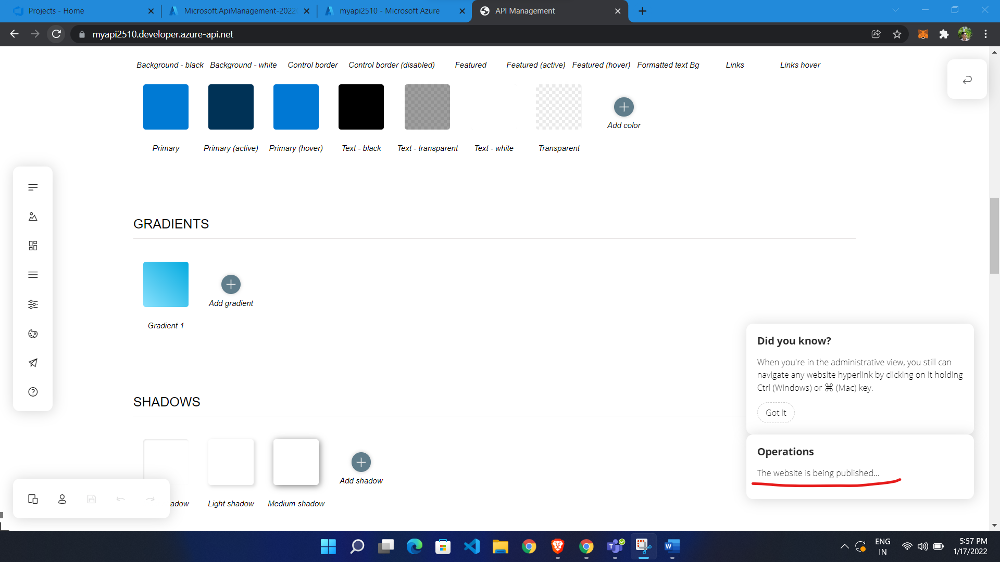 Projects - Home
Microsoft.ApiManagement-2022
myapi2510 - Microsoft Azure
API Management
myapi2510.developer.azure-api.net
Background - black Background - white Control border Control border (disabled) Featured Featured (active) Featured (hover) Formatted text Bg Links Links hover
Add color
Primary Primary (active) Primary (hover) Text - black Text - transparent Text - white Transparent
GRADIENTS
Add gradient
Gradient 1
Did you know?
When you're in the administrative view, you still can
navigate any website hyperlink by clicking on it holding
Ctrl (Windows) or ⌘ (Mac) key.
Got it
SHADOWS
Operations
The website is being published...
Add shadow
adow Light shadow Medium shadow
ENG
IN
5:57 PM
1/17/2022